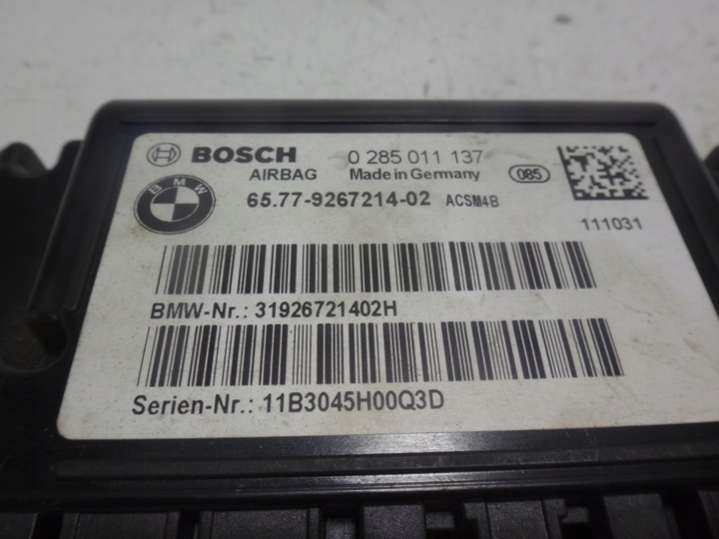 BOSCH 0 285 011 137
AIRBAG Made in Germany 085
BMW 65.77-9267214-02 ACSM4B
111031
BMW-Nr.: 31926721402H
Serien-Nr.: 11B3045H00Q3D